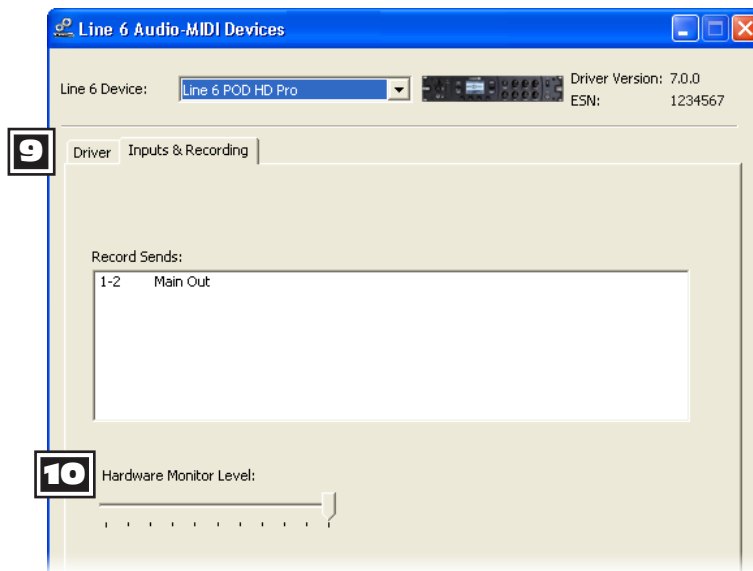 Line 6 Audio-MIDI Devices
Line 6 Device: Line 6 POD HD Pro Driver Version: 7.0.0
ESN: 1234567
9 Driver Inputs & Recording
Record Sends:
1-2 Main Out
10 Hardware Monitor Level: